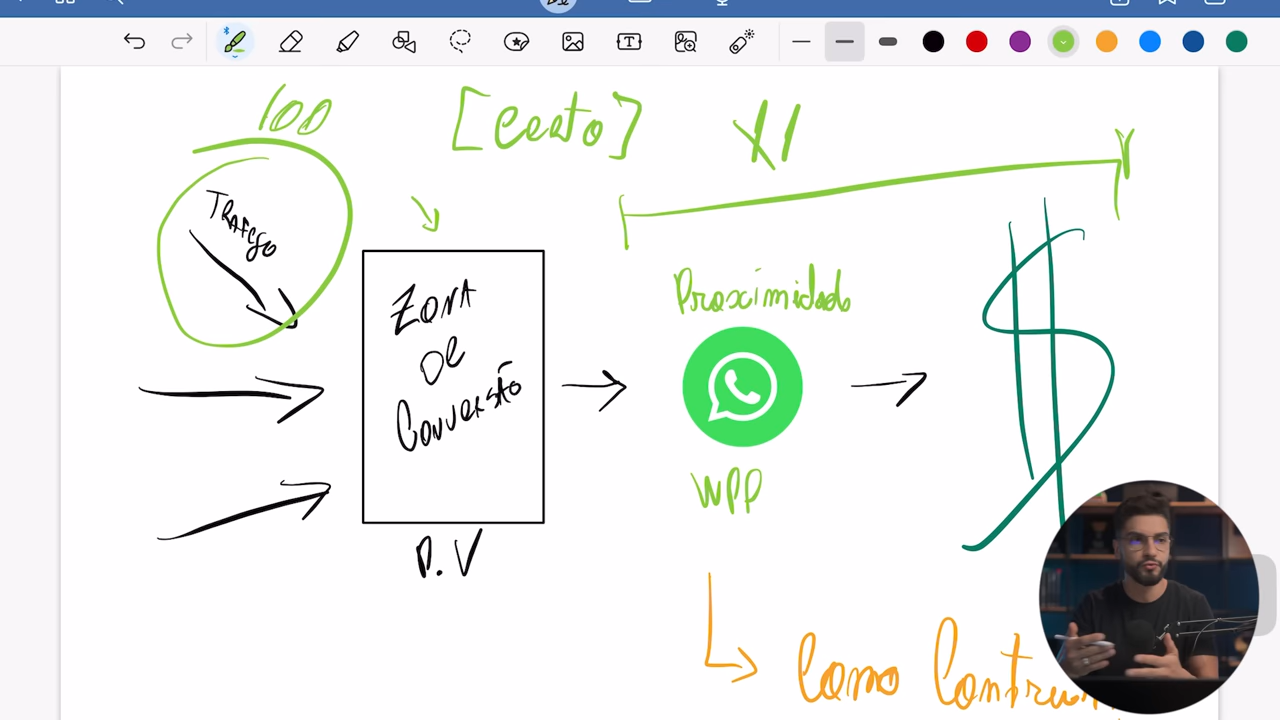 100
[Certo]
X1
TRAFEGO
ZONA
DE
CONVERSÃO
P.V
Proximidade
WPP
$
Como